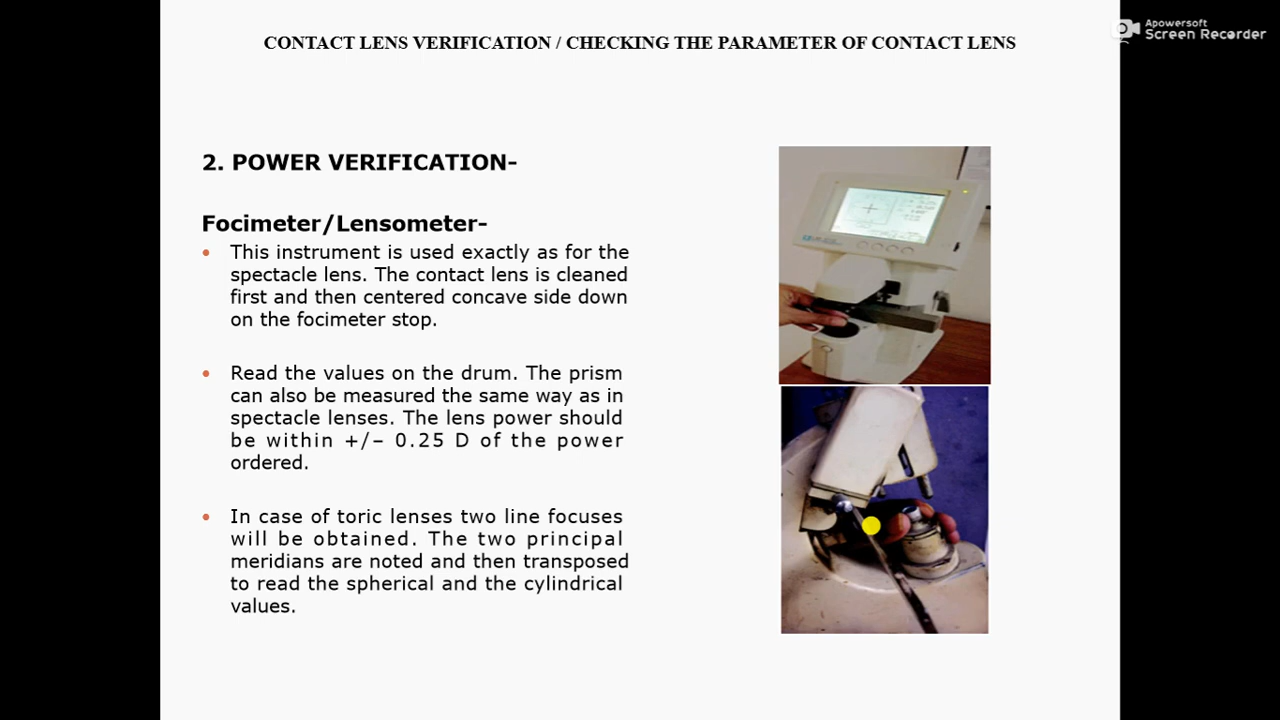 CONTACT LENS VERIFICATION / CHECKING THE PARAMETER OF CONTACT LENS
Apowersoft
Screen Recorder
2. POWER VERIFICATION-
Focimeter/Lensometer-
• This instrument is used exactly as for the
spectacle lens. The contact lens is cleaned
first and then centered concave side down
on the focimeter stop.
• Read the values on the drum. The prism
can also be measured the same way as in
spectacle lenses. The lens power should
be within +/– 0.25 D of the power
ordered.
• In case of toric lenses two line focuses
will be obtained. The two principal
meridians are noted and then transposed
to read the spherical and the cylindrical
values.